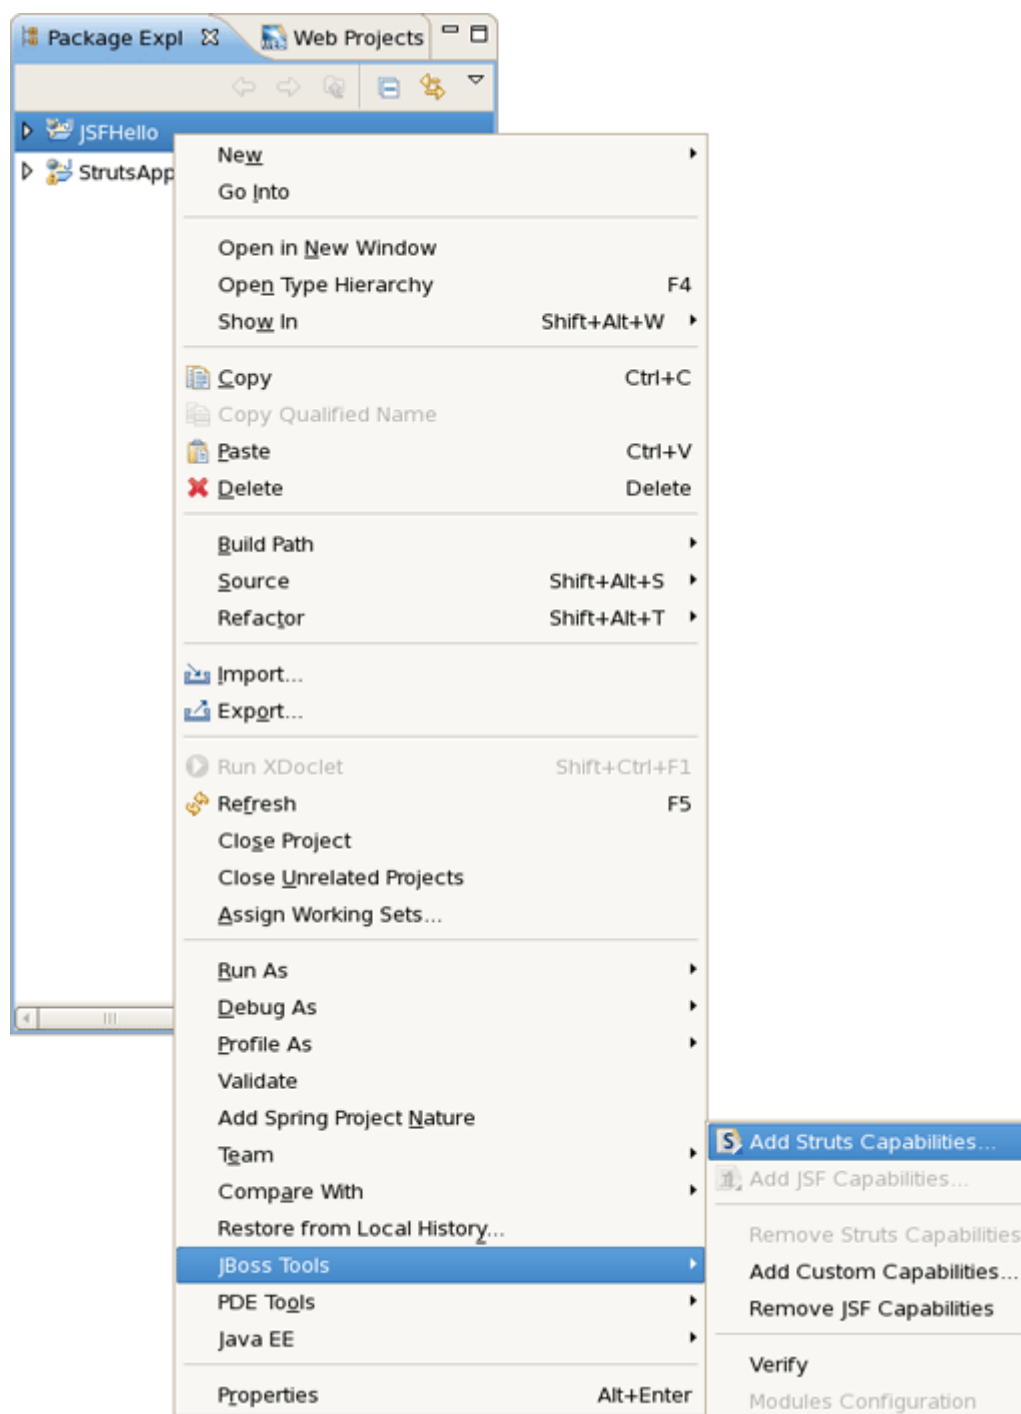 Package Expl Web Projects
JSFHello
StrutsApp
New
Go Into
Open in New Window
Open Type Hierarchy F4
Show In Shift+Alt+W
Copy Ctrl+C
Copy Qualified Name
Paste Ctrl+V
Delete Delete
Build Path
Source Shift+Alt+S
Refactor Shift+Alt+T
Import...
Export...
Run XDoclet Shift+Ctrl+F1
Refresh F5
Close Project
Close Unrelated Projects
Assign Working Sets...
Run As
Debug As
Profile As
Validate
Add Spring Project Nature
Team
Compare With
Restore from Local History...
JBoss Tools
PDE Tools
Java EE
Properties Alt+Enter
Add Struts Capabilities...
Add JSF Capabilities...
Remove Struts Capabilities
Add Custom Capabilities...
Remove JSF Capabilities
Verify
Modules Configuration